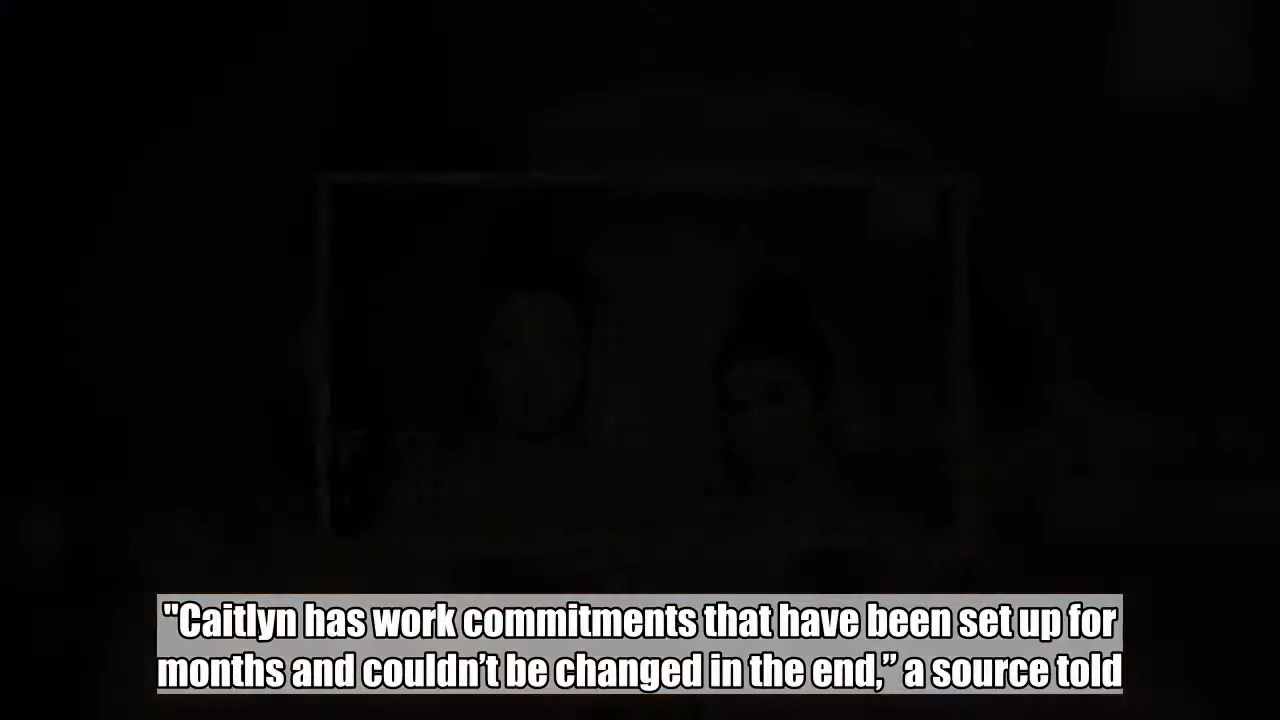 "Caitlyn has work commitments that have been set up for
months and couldn’t be changed in the end,” a source told